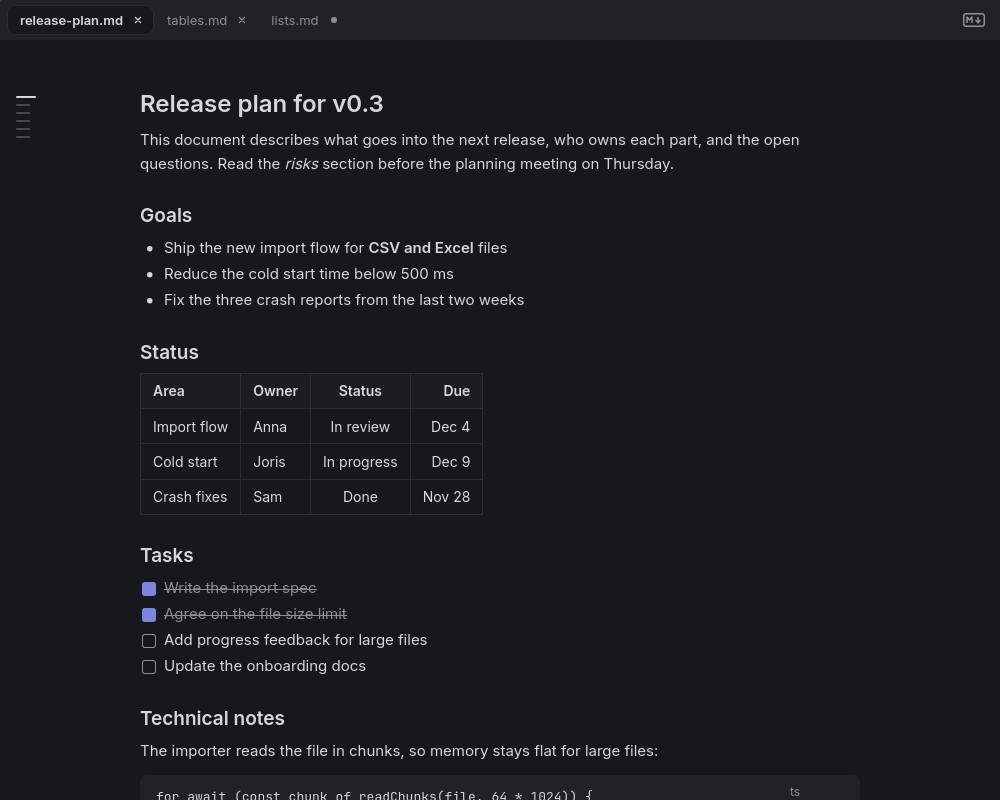 release-plan.md × tables.md × lists.md
Release plan for v0.3
This document describes what goes into the next release, who owns each part, and the open
questions. Read the risks section before the planning meeting on Thursday.
Goals
• Ship the new import flow for CSV and Excel files
• Reduce the cold start time below 500 ms
• Fix the three crash reports from the last two weeks
Status
Area Owner Status Due
Import flow Anna In review Dec 4
Cold start Joris In progress Dec 9
Crash fixes Sam Done Nov 28
Tasks
Write the import spec
Agree on the file size limit
Add progress feedback for large files
Update the onboarding docs
Technical notes
The importer reads the file in chunks, so memory stays flat for large files:
ts
for await (const chunk of readChunks(file, 64 * 1024)) {